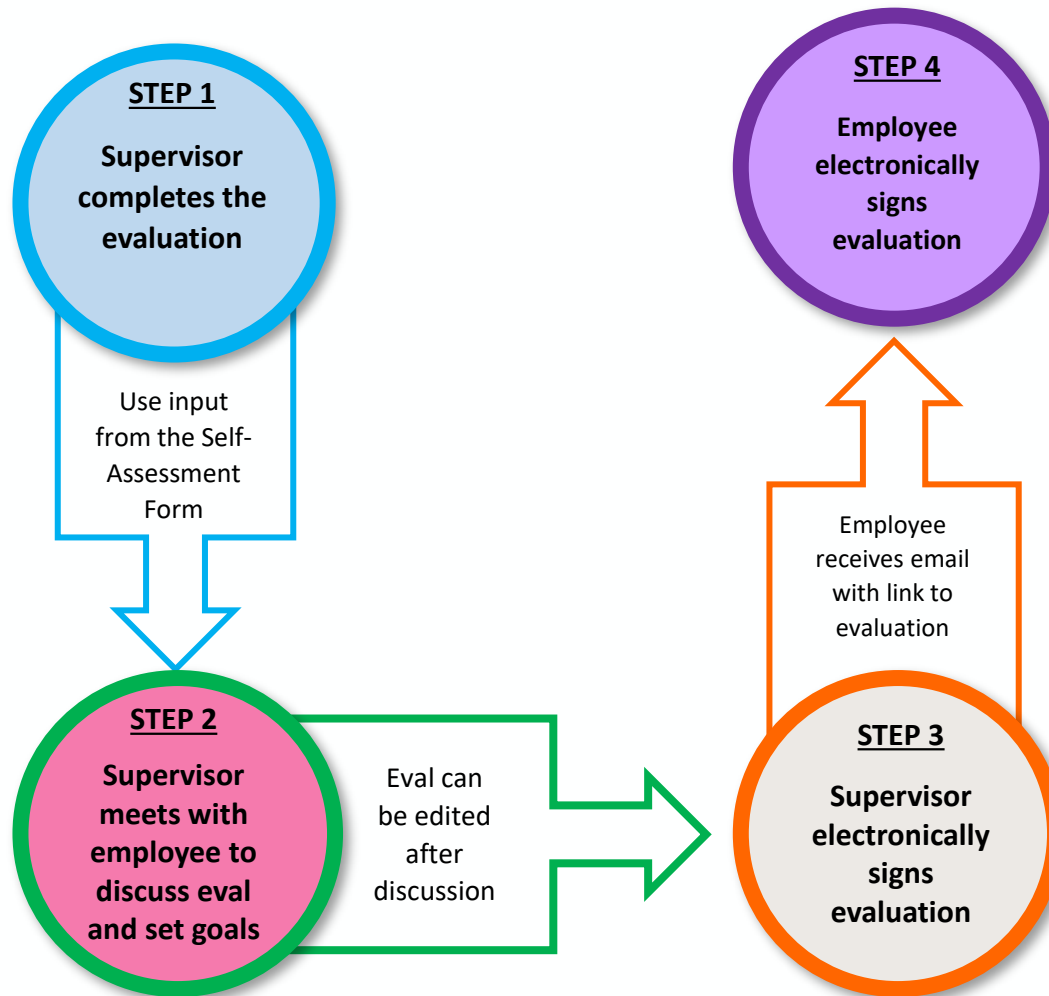 STEP 1
Supervisor
completes the
evaluation
Use input
from the Self-
Assessment
Form
STEP 2
Supervisor
meets with
employee to
discuss eval
and set goals
Eval can
be edited
after
discussion
STEP 3
Supervisor
electronically
signs
evaluation
Employee
receives email
with link to
evaluation
STEP 4
Employee
electronically
signs
evaluation